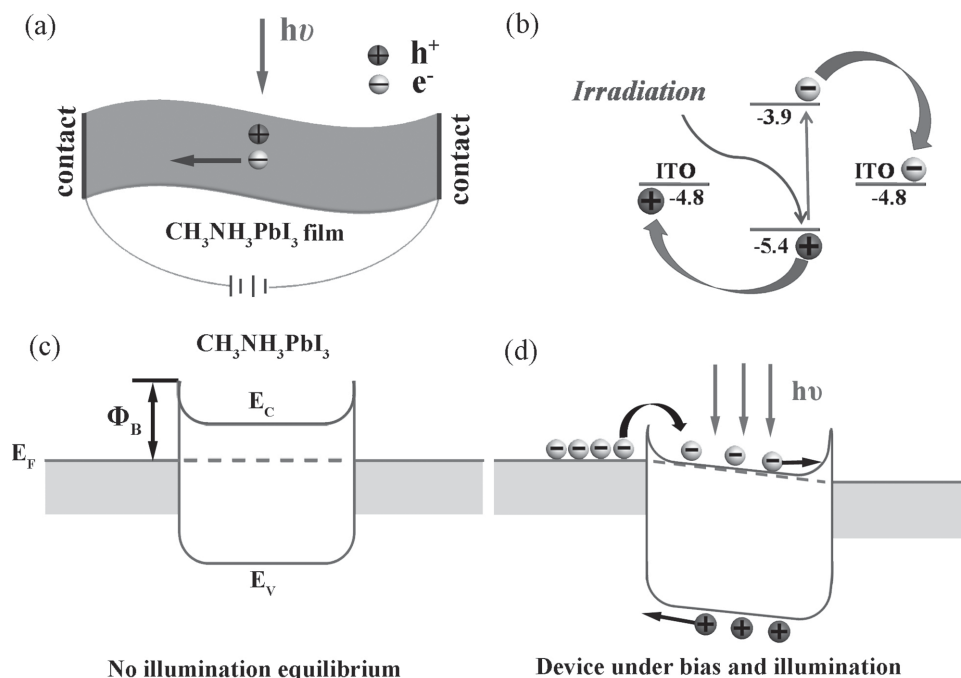 (a)
hυ
h+
e-
contact
contact
CH3NH3PbI3 film
(b)
Irradiation
-3.9
ITO
-4.8
ITO
-4.8
-5.4
(c)
CH3NH3PbI3
ΦB
EC
EF
EV
No illumination equilibrium
(d)
hυ
Device under bias and illumination